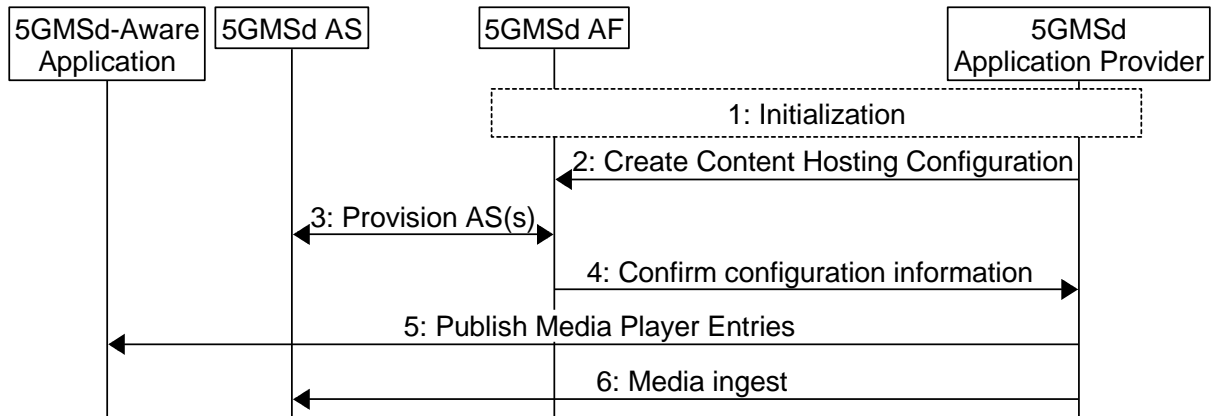 5GMSd-Aware
Application
5GMSd AS
5GMSd AF
5GMSd
Application Provider
1: Initialization
2: Create Content Hosting Configuration
3: Provision AS(s)
4: Confirm configuration information
5: Publish Media Player Entries
6: Media ingest